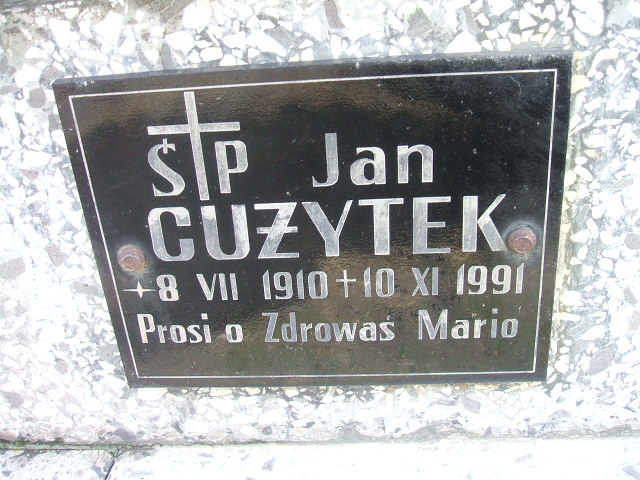 ŚP Jan
CUŻYTEK
8 VII 1910 + 10 XI 1991
Prosi o Zdrowaś Mario